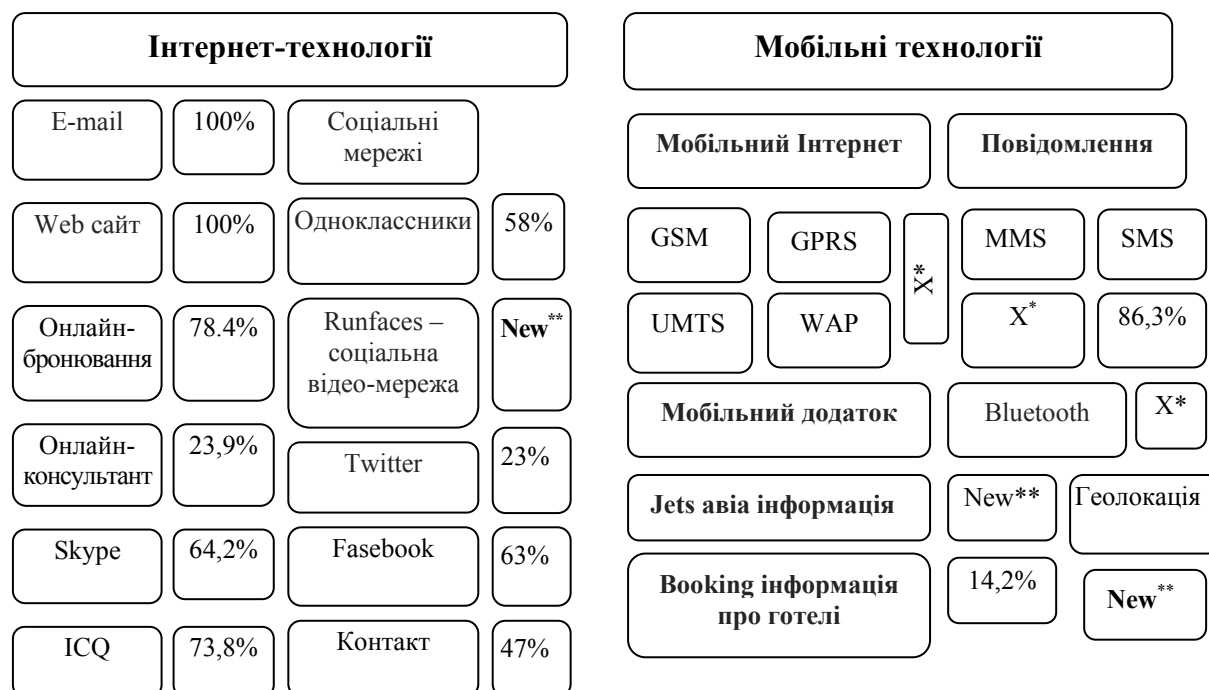 Інтернет-технології
E-mail
100%
Соціальні
мережі
Web сайт
100%
Одноклассники
58%
Онлайн-
бронювання
78.4%
Runfaces –
соціальна
відео-мережа
New**
Онлайн-
консультант
23,9%
Twitter
23%
Skype
64,2%
Fasebook
63%
ICQ
73,8%
Контакт
47%
Мобільні технології
Мобільний Інтернет
Повідомлення
GSM
GPRS
X*
MMS
SMS
UMTS
WAP
X*
86,3%
Мобільний додаток
Bluetooth
X*
Jets авіа інформація
New**
Геолокація
Booking інформація
про готелі
14,2%
New**